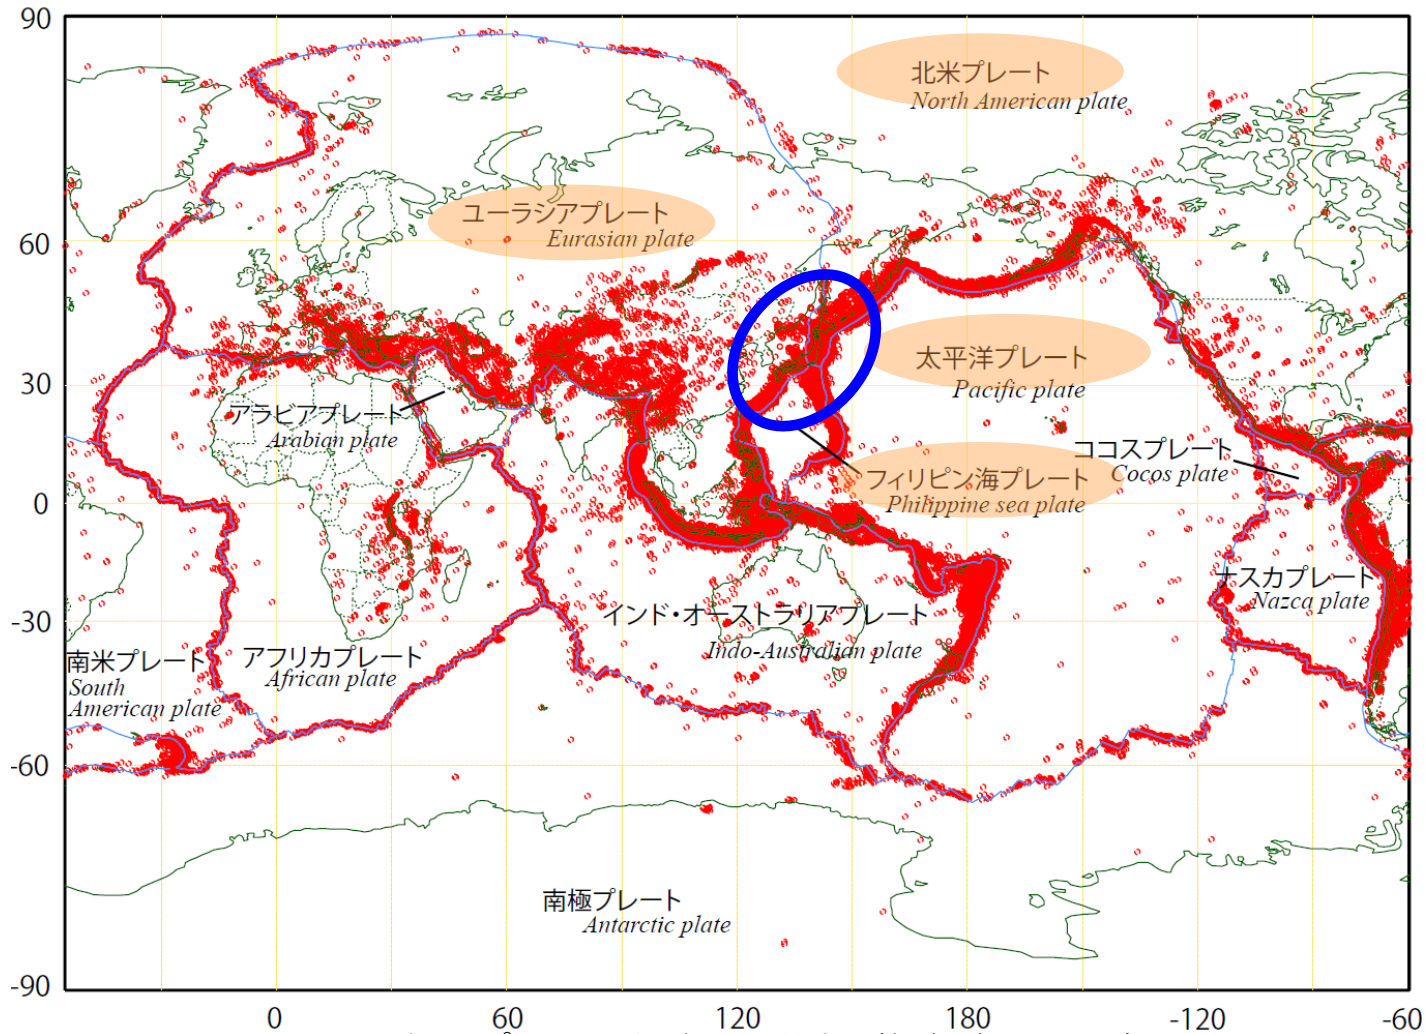 90
北米プレート
North American plate
ユーラシアプレート
Eurasian plate
60
太平洋プレート
Pacific plate
30
アラビアプレート
Arabian plate
ココスプレート
Cocos plate
フィリピン海プレート
Philippine sea plate
0
ナスカプレート
Nazca plate
インド・オーストラリアプレート
Indo-Australian plate
-30
南米プレート
South
American plate
アフリカプレート
African plate
-60
南極プレート
Antarctic plate
-90
0 60 120 180 -120 -60